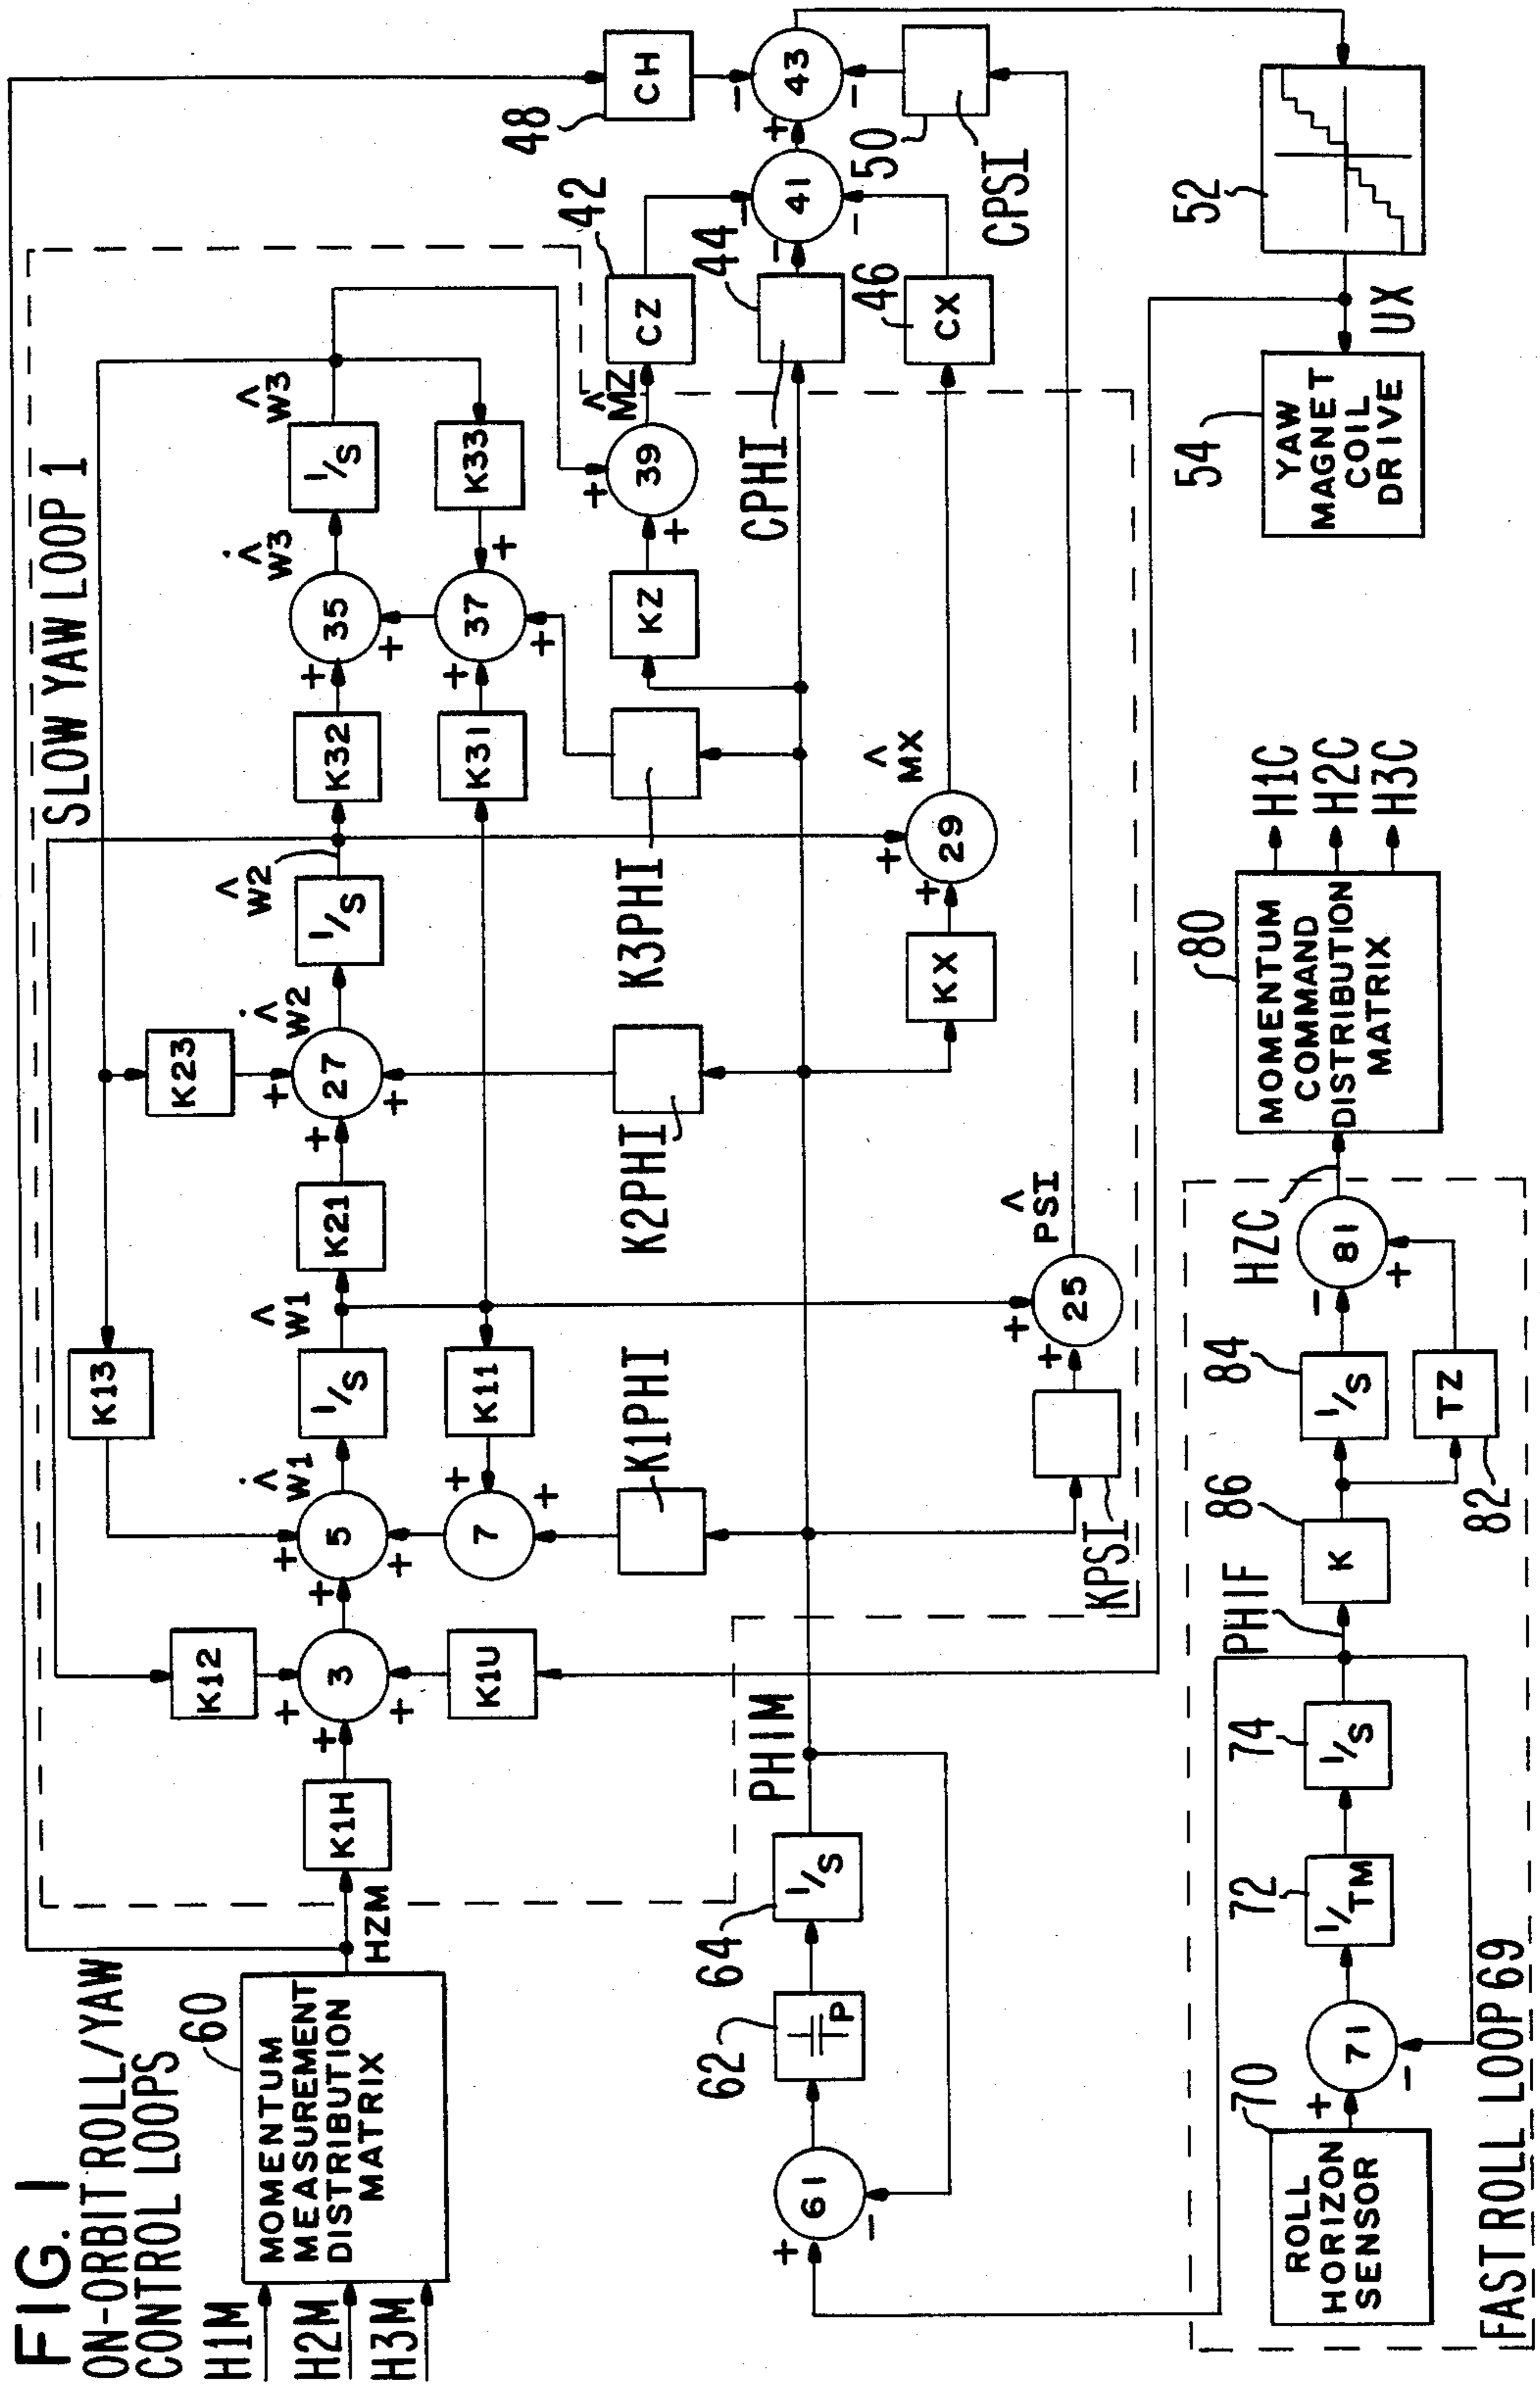 FIG. 1
ON-ORBIT ROLL/YAW
CONTROL LOOPS
H1M
H2M
H3M
60
MOMENTUM
MEASUREMENT
DISTRIBUTION
MATRIX
HZM
SLOW YAW LOOP 1
K1H
+
3
+
+
K12
K1U
+
5
+
+
K13
^
Ẇ1
1/S
^
W1
7
+
+
K11
K1PHI
K21
+
27
+
+
K23
^
Ẇ2
1/S
^
W2
K2PHI
K32
+
35
+
^
Ẇ3
1/S
^
W3
K31
+
37
+
+
K33
K3PHI
KZ
+
39
+
^
MZ
CZ
42
CPHI
44
KX
+
29
+
^
MX
CX
46
KPSI
+
25
+
^
PSI
CH
48
-
-
-
41
+
-
-
43
50
CPSI
52
UX
54
YAW
MAGNET
COIL
DRIVE
+
61
-
62
P
64
1/S
PHIM
70
ROLL
HORIZON
SENSOR
+
71
-
72
1/TM
74
1/S
PHIF
86
K
84
1/S
82
TZ
-
81
+
HZC
80
MOMENTUM
COMMAND
DISTRIBUTION
MATRIX
H1C
H2C
H3C
FAST ROLL LOOP 69